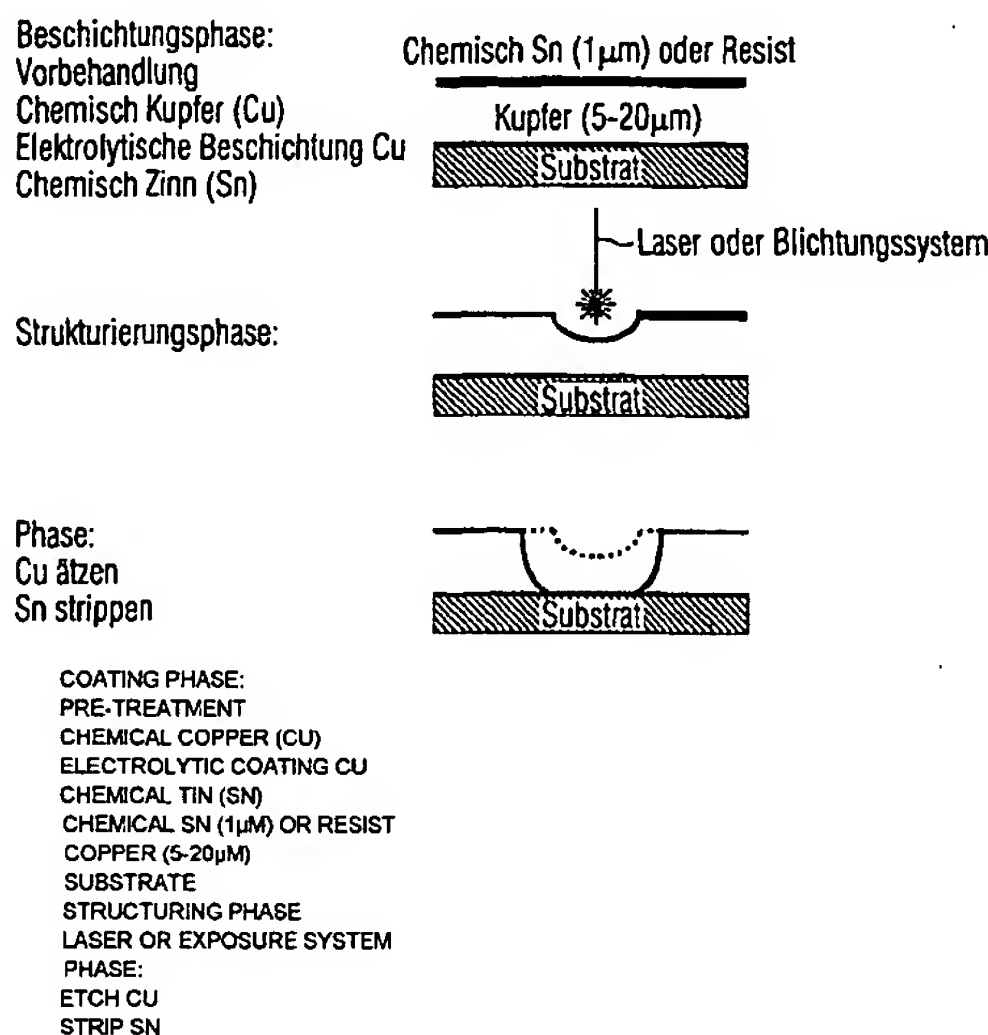 Beschichtungsphase:
Vorbehandlung
Chemisch Kupfer (Cu)
Elektrolytische Beschichtung Cu
Chemisch Zinn (Sn)
Chemisch Sn (1µm) oder Resist
Kupfer (5-20µm)
Substrat
Laser oder Blichtungssystem
Strukturierungsphase:
Substrat
Phase:
Cu ätzen
Sn strippen
Substrat
COATING PHASE:
PRE-TREATMENT
CHEMICAL COPPER (CU)
ELECTROLYTIC COATING CU
CHEMICAL TIN (SN)
CHEMICAL SN (1µM) OR RESIST
COPPER (5-20µM)
SUBSTRATE
STRUCTURING PHASE
LASER OR EXPOSURE SYSTEM
PHASE:
ETCH CU
STRIP SN